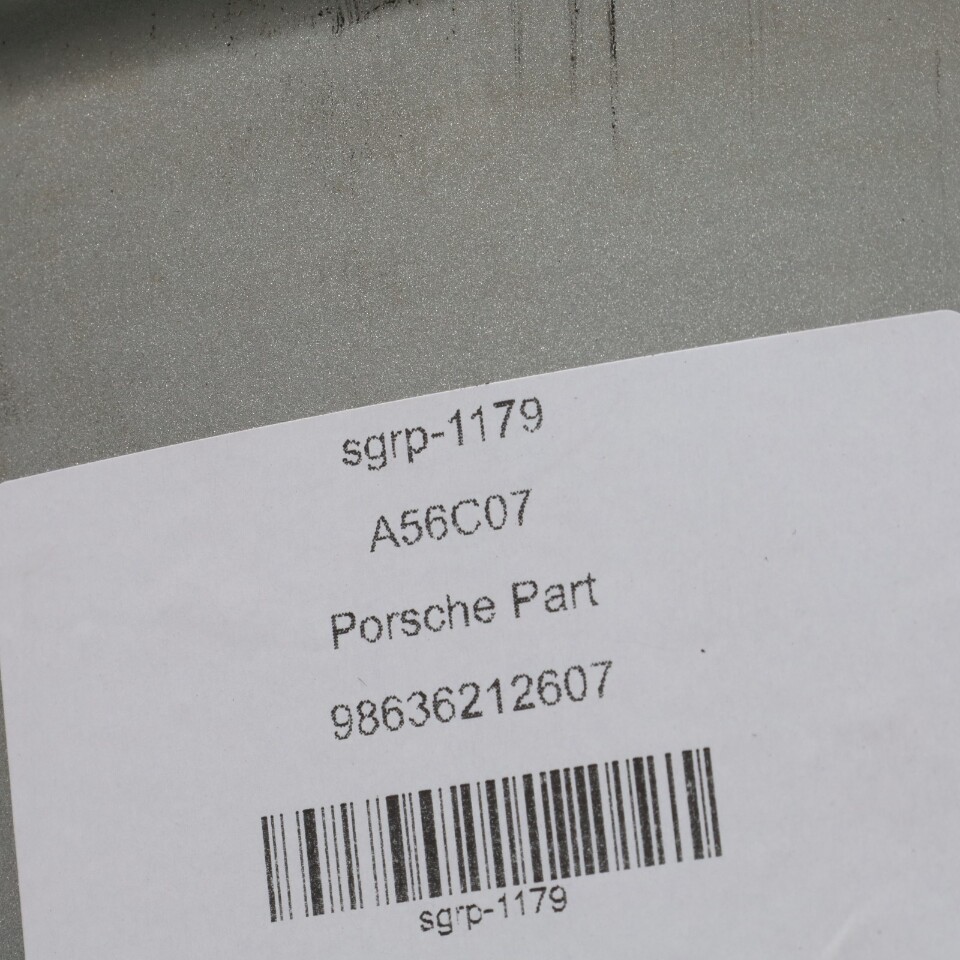 sgrp-1179
A56C07
Porsche Part
98636212607
sgrp-1179